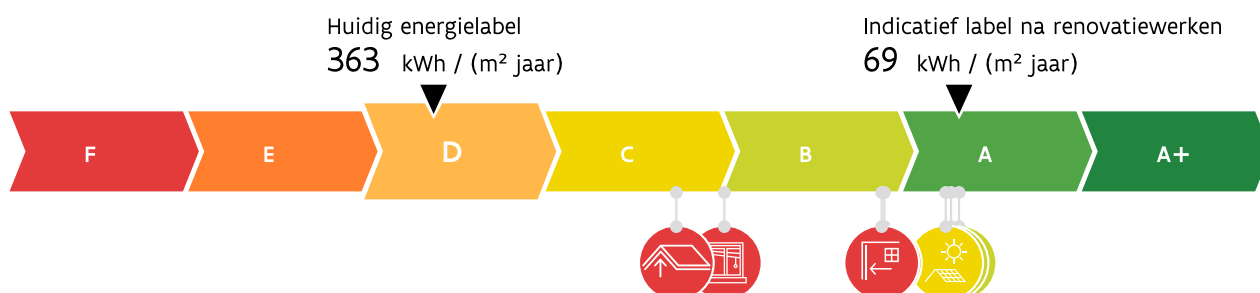 Huidig energielabel
363 kWh / (m² jaar)
Indicatief label na renovatiewerken
69 kWh / (m² jaar)
F E D C B A A+